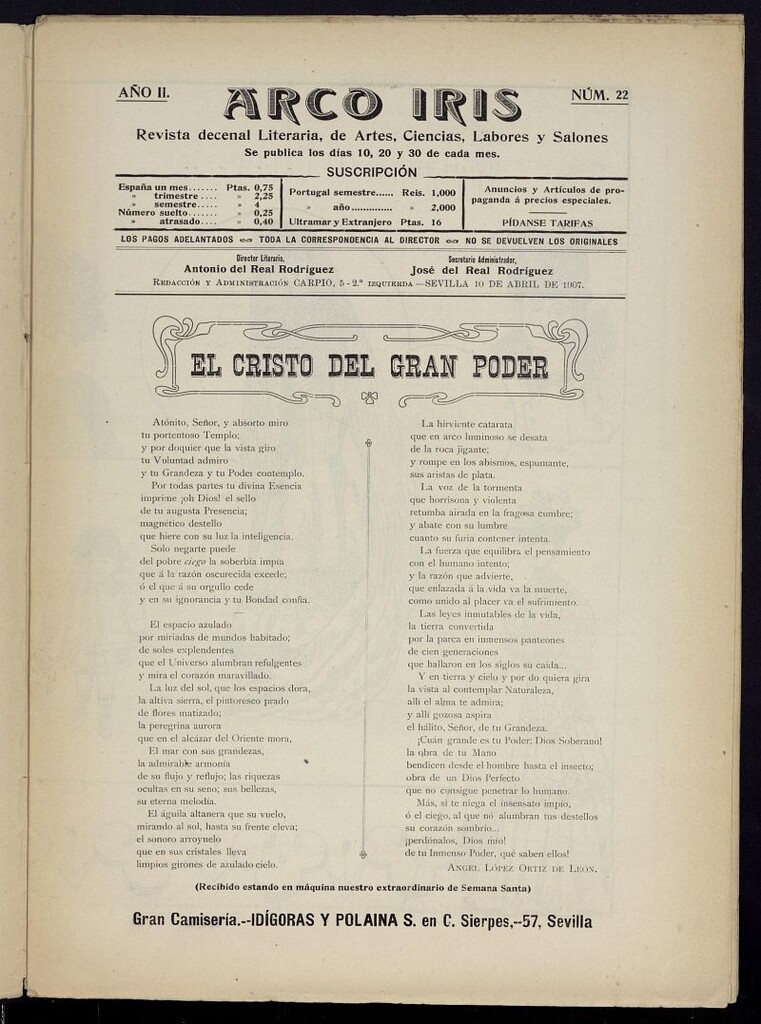 AÑO II.
ARCO IRIS
NÚM. 22
Revista decenal Literaria, de Artes, Ciencias, Labores y Salones
Se publica los días 10, 20 y 30 de cada mes.
SUSCRIPCIÓN
España un mes....... Ptas. 0,75
» trimestre.... » 2,25
» semestre..... » 4
Número suelto....... » 0,25
» atrasado.... » 0,40
Portugal semestre...... Reis. 1,000
» año.............. » 2,000
Ultramar y Extranjero Ptas. 16
Anuncios y Artículos de pro-
paganda á precios especiales.
PÍDANSE TARIFAS
LOS PAGOS ADELANTADOS TODA LA CORRESPONDENCIA AL DIRECTOR NO SE DEVUELVEN LOS ORIGINALES
Director Literario,
Antonio del Real Rodríguez
Secretario Administrador,
José del Real Rodríguez
REDACCIÓN Y ADMINISTRACIÓN CARPIO, 5 - 2.º IZQUIERDA —SEVILLA 10 DE ABRIL DE 1907.
EL CRISTO DEL GRAN PODER
Atónito, Señor, y absorto miro
tu portentoso Templo;
y por doquier que la vista giro
tu Voluntad admiro
y tu Grandeza y tu Poder contemplo.
Por todas partes tu divina Esencia
imprime ¡oh Dios! el sello
de tu augusta Presencia;
magnético destello
que hiere con su luz la inteligencia.
Solo negarte puede
del pobre ciego la soberbia impía
que á la razón oscurecida excede;
ó el que á su orgullo cede
y en su ignorancia y tu Bondad confía.
—
El espacio azulado
por miriadas de mundos habitado;
de soles explendentes
que el Universo alumbran refulgentes
y mira el corazón maravillado.
La luz del sol, que los espacios dora,
la altiva sierra, el pintoresco prado
de flores matizado;
la peregrina aurora
que en el alcázar del Oriente mora,
El mar con sus grandezas,
la admirable armonía
de su flujo y reflujo; las riquezas
ocultas en su seno; sus bellezas,
su eterna melodía.
El águila altanera que su vuelo,
mirando al sol, hasta su frente eleva;
el sonoro arroyuelo
que en sus cristales lleva
limpios girones de azulado cielo.
La hirviente catarata
que en arco luminoso se desata
de la roca jigante;
y rompe en los abismos, espumante,
sus aristas de plata.
La voz de la tormenta
que horrisona y violenta
retumba airada en la fragosa cumbre;
y abate con su lumbre
cuanto su furia contener intenta.
La fuerza que equilibra el pensamiento
con el humano intento;
y la razón que advierte,
que enlazada á la vida va la muerte,
como unido al placer va el sufrimiento.
Las leyes inmutables de la vida,
la tierra convertida
por la parca en inmensos panteones
de cien generaciones
que hallaron en los siglos su caída...
Y en tierra y cielo y por do quiera gira
la vista al contemplar Naturaleza,
allí el alma te admira;
y allí gozosa aspira
el hálito, Señor, de tu Grandeza.
¡Cuán grande es tu Poder; Dios Soberano!
la obra de tu Mano
bendicen desde el hombre hasta el insecto;
obra de un Dios Perfecto
que no consigue penetrar lo humano.
Más, si te niega el insensato impío,
ó el ciego, al que nó alumbran tus destellos
su corazón sombrío...
¡perdónalos, Dios mío!
de tu Inmenso Poder, qué saben ellos!
ANGEL LÓPEZ ORTIZ DE LEÓN.
(Recibido estando en máquina nuestro extraordinario de Semana Santa)
Gran Camisería.--IDÍGORAS Y POLAINA S. en C. Sierpes,--57, Sevilla